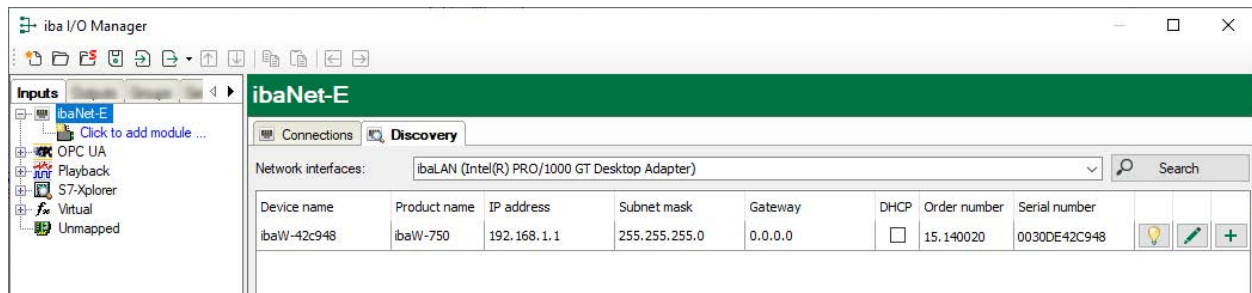 iba I/O Manager
Inputs
ibaNet-E
Click to add module ...
OPC UA
Playback
S7-Xplorer
Virtual
Unmapped
ibaNet-E
Connections Discovery
Network interfaces: ibaLAN (Intel(R) PRO/1000 GT Desktop Adapter) Search
Device name Product name IP address Subnet mask Gateway DHCP Order number Serial number
ibaW-42c948 ibaW-750 192.168.1.1 255.255.255.0 0.0.0.0 15.140020 0030DE42C948